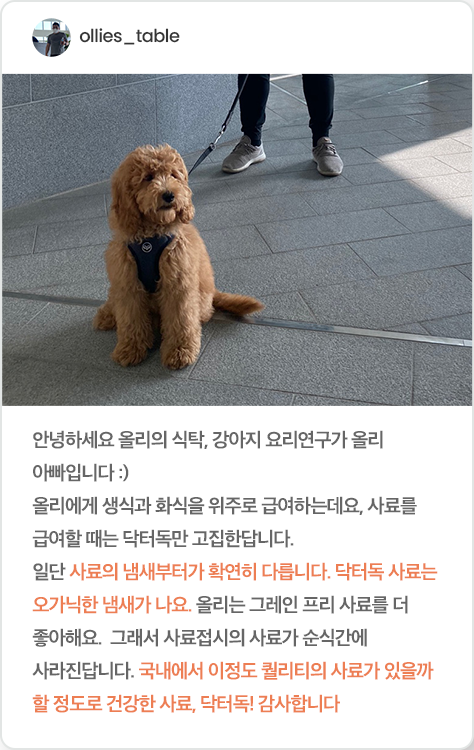 ollies_table
안녕하세요 올리의 식탁, 강아지 요리연구가 올리
아빠입니다 :)
올리에게 생식과 화식을 위주로 급여하는데요, 사료를
급여할 때는 닥터독만 고집한답니다.
일단 사료의 냄새부터가 확연히 다릅니다. 닥터독 사료는
오가닉한 냄새가 나요. 올리는 그레인 프리 사료를 더
좋아해요. 그래서 사료접시의 사료가 순식간에
사라진답니다. 국내에서 이정도 퀄리티의 사료가 있을까
할 정도로 건강한 사료, 닥터독! 감사합니다